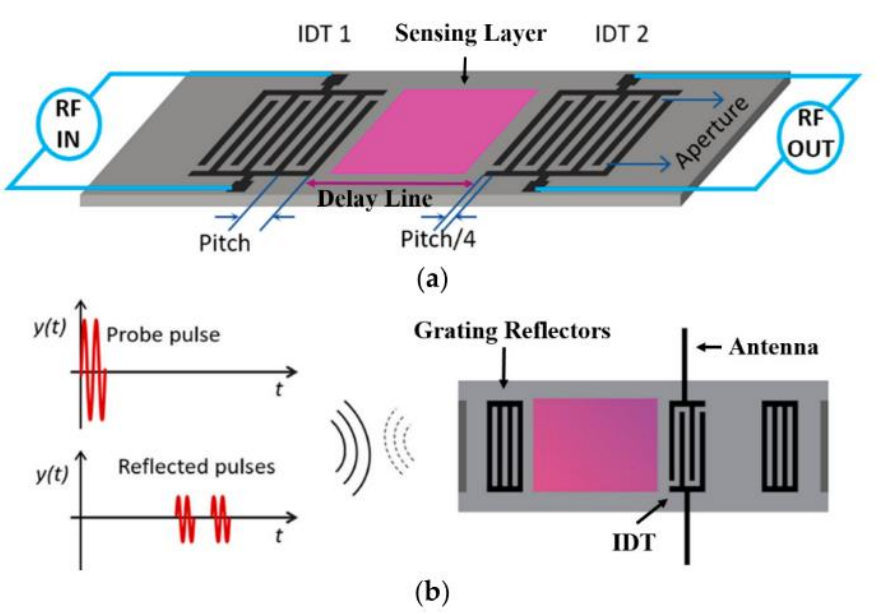 IDT 1
Sensing Layer
IDT 2
RF
IN
RF
OUT
Aperture
Delay Line
Pitch
Pitch/4
(a)
y(t)
Probe pulse
t
Grating Reflectors
Antenna
y(t)
Reflected pulses
t
IDT
(b)